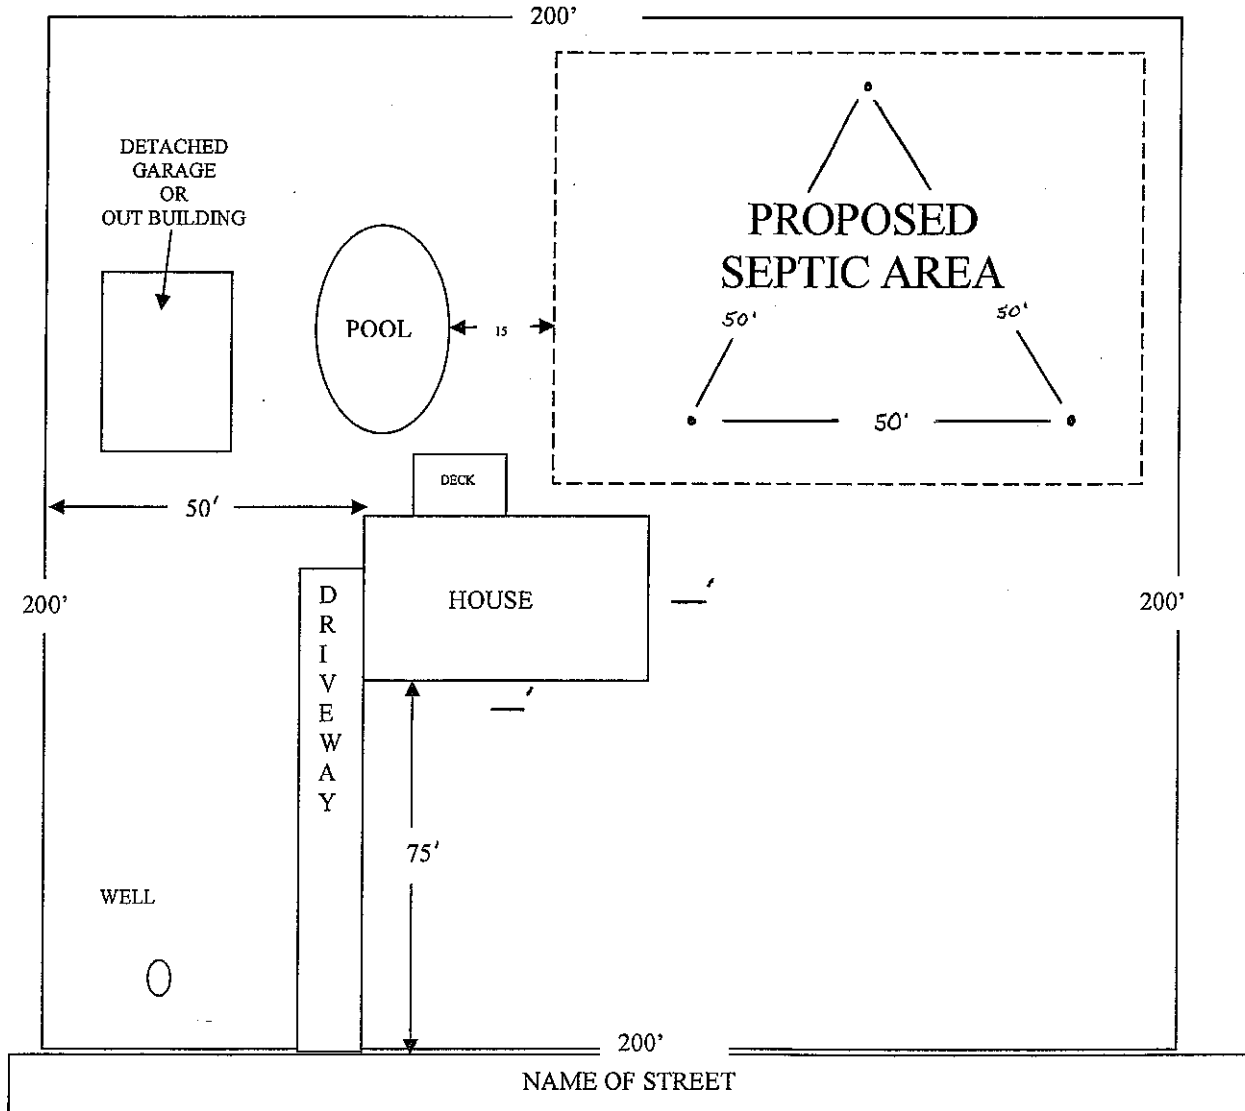 200’
DETACHED
GARAGE
OR
OUT BUILDING
PROPOSED
SEPTIC AREA
50'
50'
POOL
15
50'
DECK
50'
HOUSE
200’
200’
DRIVEWAY
75'
WELL
200’
NAME OF STREET